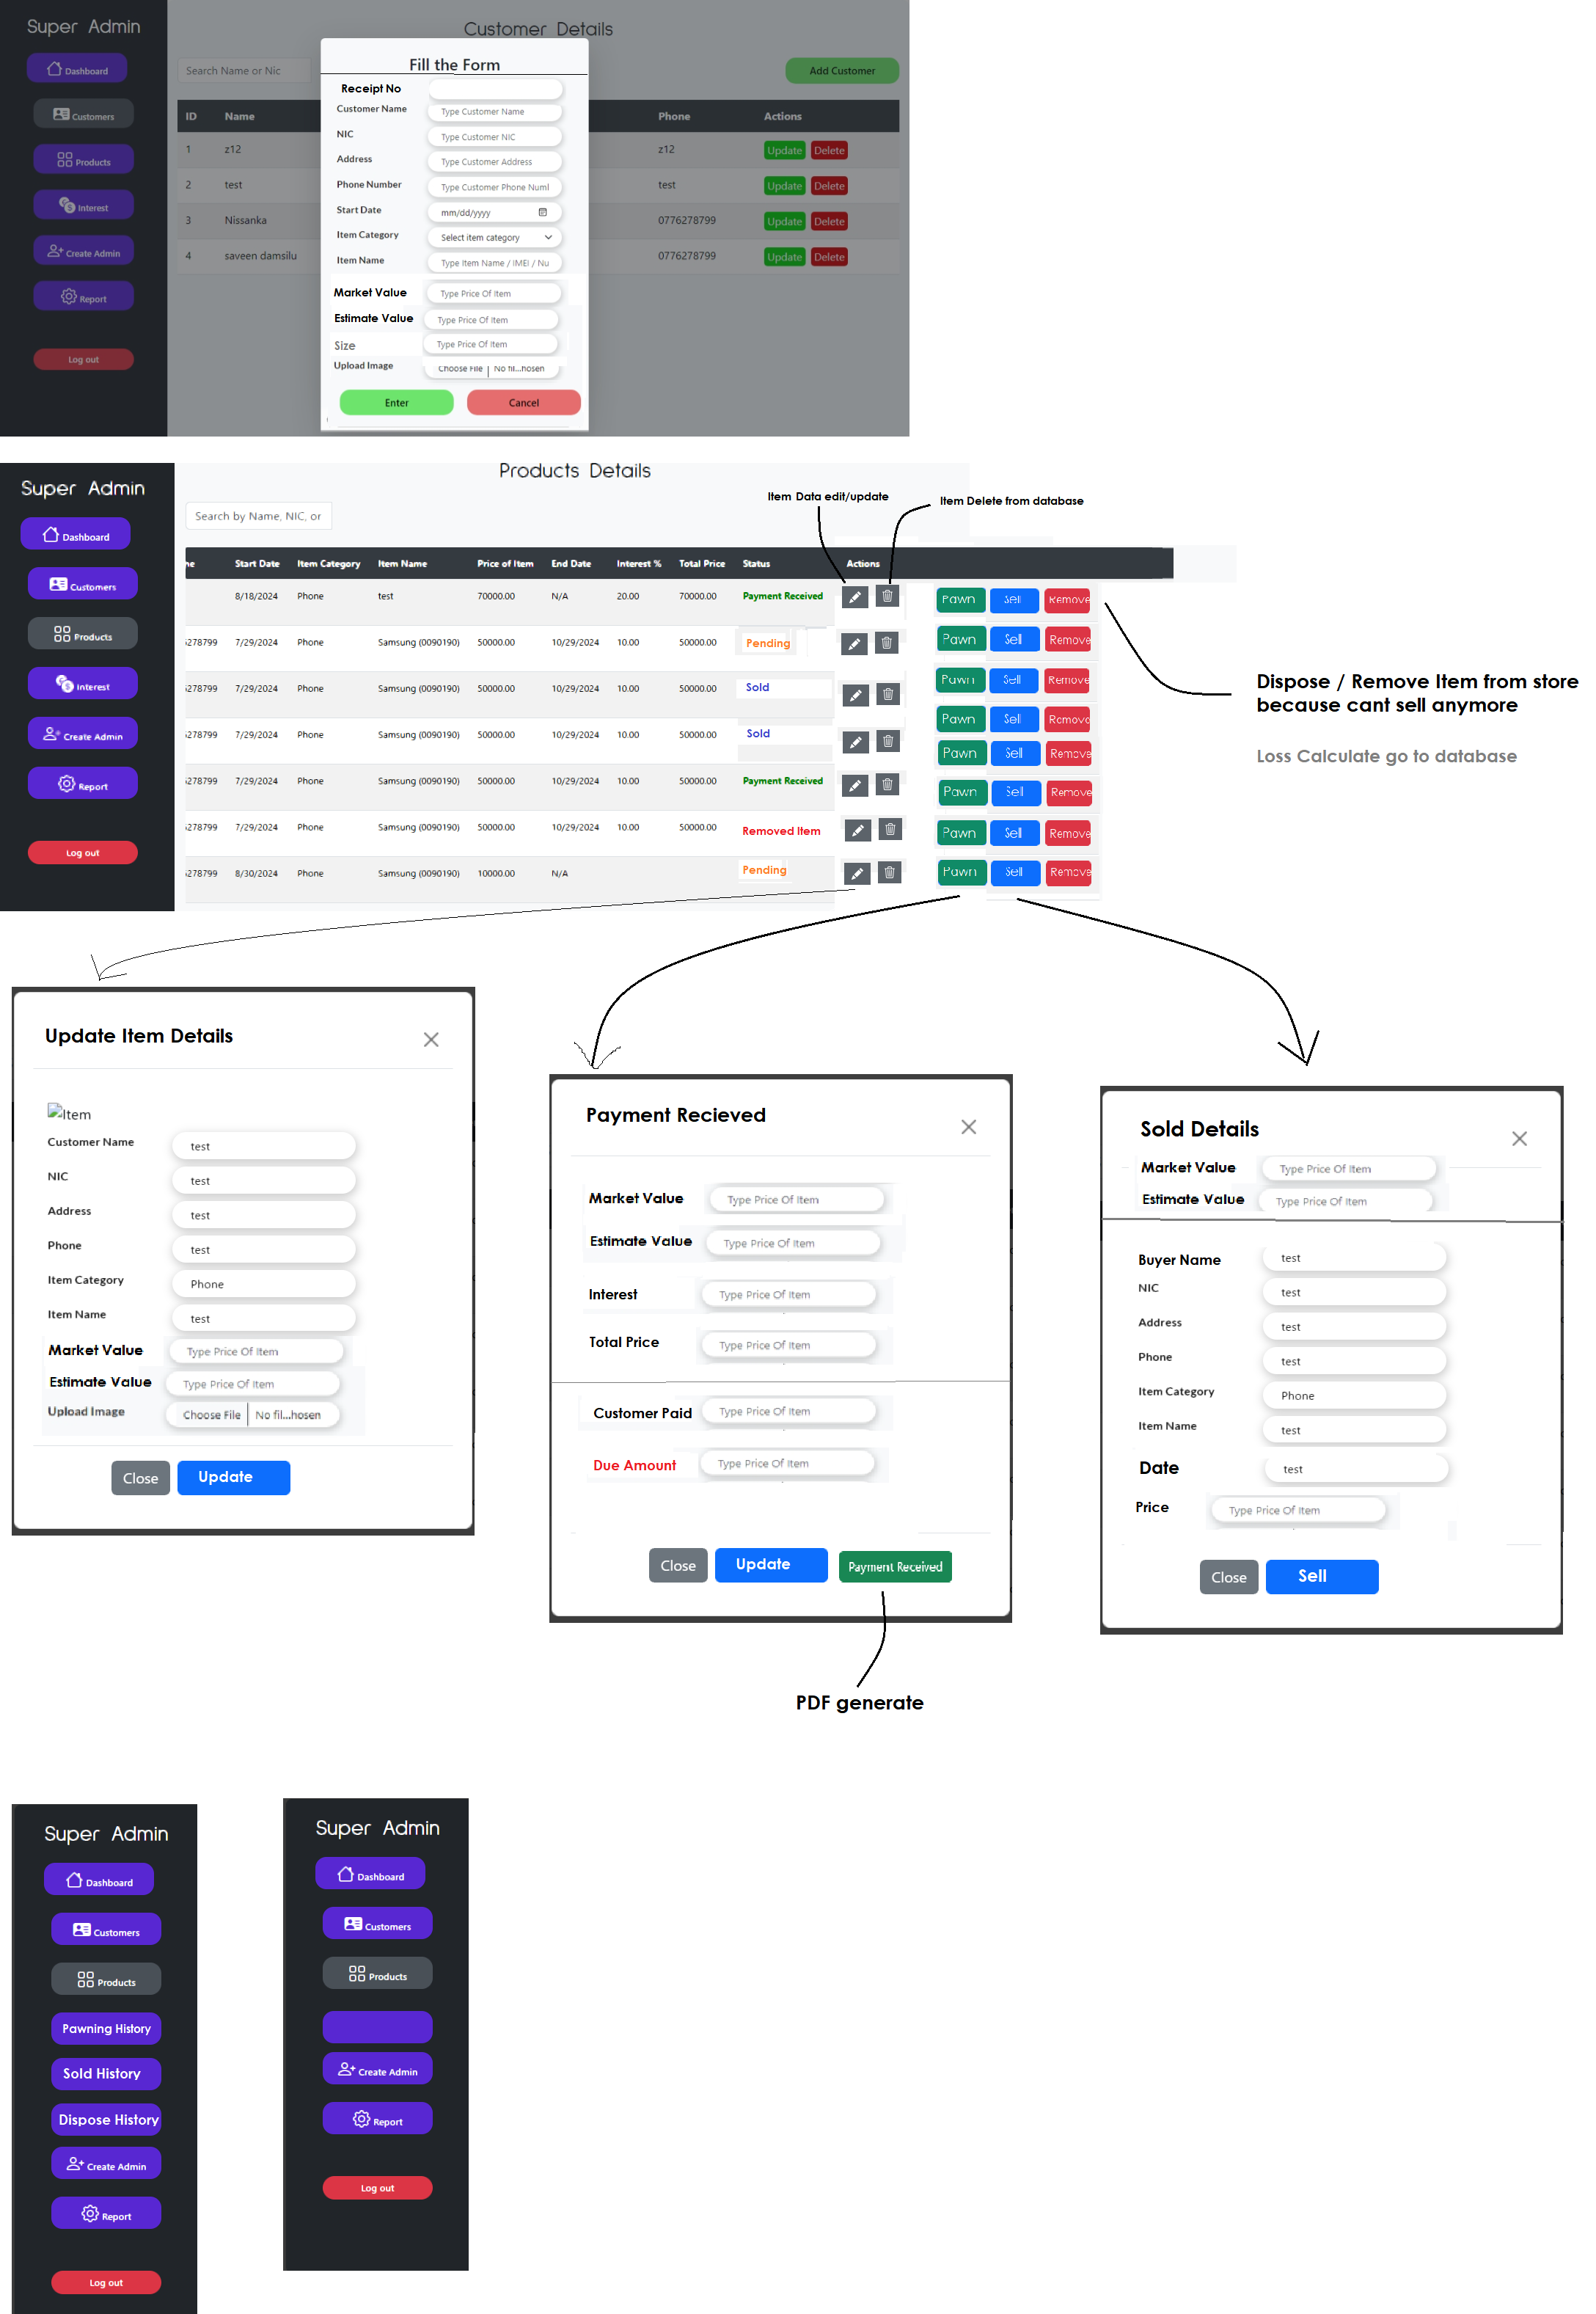 Super Admin
Dashboard
Customers
Products
Interest
Create Admin
Report
Log out
Customer Details
Search Name or Nic
Add Customer
ID Name Phone Actions
1 z12 z12 Update Delete
2 test test Update Delete
3 Nissanka 0776278799 Update Delete
4 saveen damsilu 0776278799 Update Delete
Fill the Form
Receipt No
Customer Name Type Customer Name
NIC Type Customer NIC
Address Type Customer Address
Phone Number Type Customer Phone Num
Start Date mm/dd/yyyy
Item Category Select item category
Item Name Type Item Name / IMEI / Nu
Market Value Type Price Of Item
Estimate Value Type Price Of Item
Size Type Price Of Item
Upload Image Choose File No fil...hosen
Enter Cancel
Super Admin
Dashboard
Customers
Products
Interest
Create Admin
Report
Log out
Products Details
Search by Name, NIC, or
Item Data edit/update
Item Delete from database
ne Start Date Item Category Item Name Price of Item End Date Interest % Total Price Status Actions
8/18/2024 Phone test 70000.00 N/A 20.00 70000.00 Payment Received Pawn Sell Remove
5278799 7/29/2024 Phone Samsung (0090190) 50000.00 10/29/2024 10.00 50000.00 Pending Pawn Sell Remove
5278799 7/29/2024 Phone Samsung (0090190) 50000.00 10/29/2024 10.00 50000.00 Sold Pawn Sell Remove
Pawn Sell Remove
5278799 7/29/2024 Phone Samsung (0090190) 50000.00 10/29/2024 10.00 50000.00 Sold Pawn Sell Remove
5278799 7/29/2024 Phone Samsung (0090190) 50000.00 10/29/2024 10.00 50000.00 Payment Received Pawn Sell Remove
5278799 7/29/2024 Phone Samsung (0090190) 50000.00 10/29/2024 10.00 50000.00 Removed Item Pawn Sell Remove
5278799 8/30/2024 Phone Samsung (0090190) 10000.00 N/A Pending Pawn Sell Remove
Dispose / Remove Item from store
because cant sell anymore
Loss Calculate go to database
Update Item Details
Item
Customer Name test
NIC test
Address test
Phone test
Item Category Phone
Item Name test
Market Value Type Price Of Item
Estimate Value Type Price Of Item
Upload Image Choose File No fil...hosen
Close Update
Payment Recieved
Market Value Type Price Of Item
Estimate Value Type Price Of Item
Interest Type Price Of Item
Total Price Type Price Of Item
Customer Paid Type Price Of Item
Due Amount Type Price Of Item
Close Update Payment Received
PDF generate
Sold Details
Market Value Type Price Of Item
Estimate Value Type Price Of Item
Buyer Name test
NIC test
Address test
Phone test
Item Category Phone
Item Name test
Date test
Price Type Price Of Item
Close Sell
Super Admin
Dashboard
Customers
Products
Pawning History
Sold History
Dispose History
Create Admin
Report
Log out
Super Admin
Dashboard
Customers
Products
Create Admin
Report
Log out